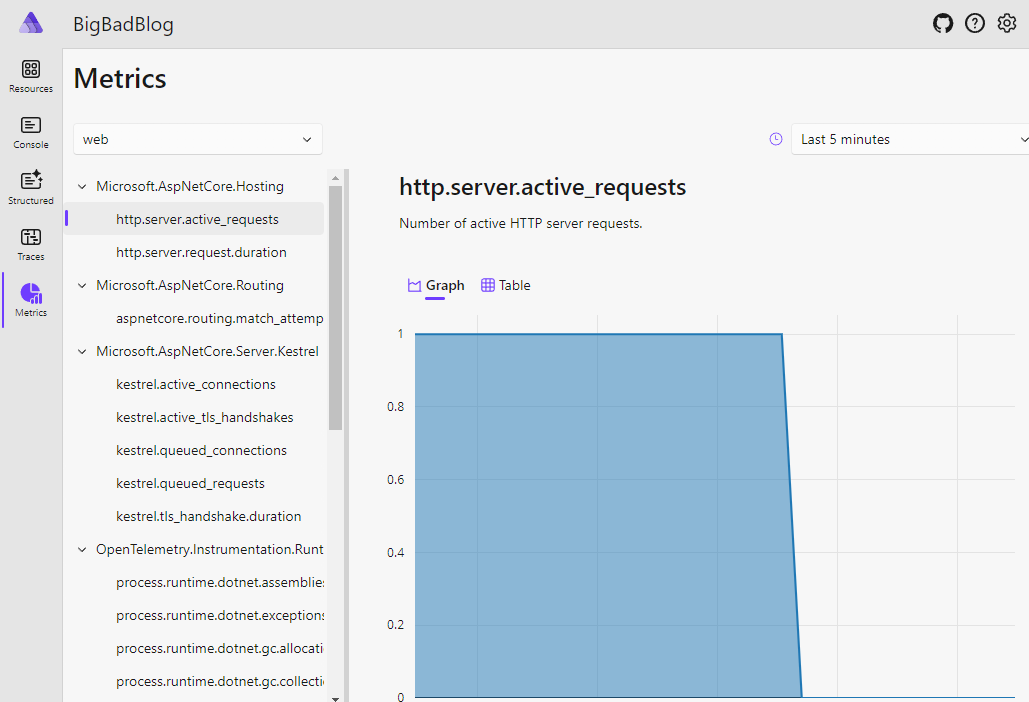 BigBadBlog
Resources
Console
Structured
Traces
Metrics
Metrics
web
Last 5 minutes
Microsoft.AspNetCore.Hosting
http.server.active_requests
http.server.request.duration
Microsoft.AspNetCore.Routing
aspnetcore.routing.match_attemp
Microsoft.AspNetCore.Server.Kestrel
kestrel.active_connections
kestrel.active_tls_handshakes
kestrel.queued_connections
kestrel.queued_requests
kestrel.tls_handshake.duration
OpenTelemetry.Instrumentation.Runt
process.runtime.dotnet.assemblies
process.runtime.dotnet.exceptions
process.runtime.dotnet.gc.allocati
process.runtime.dotnet.gc.collecti
http.server.active_requests
Number of active HTTP server requests.
Graph Table
1
0.8
0.6
0.4
0.2
0